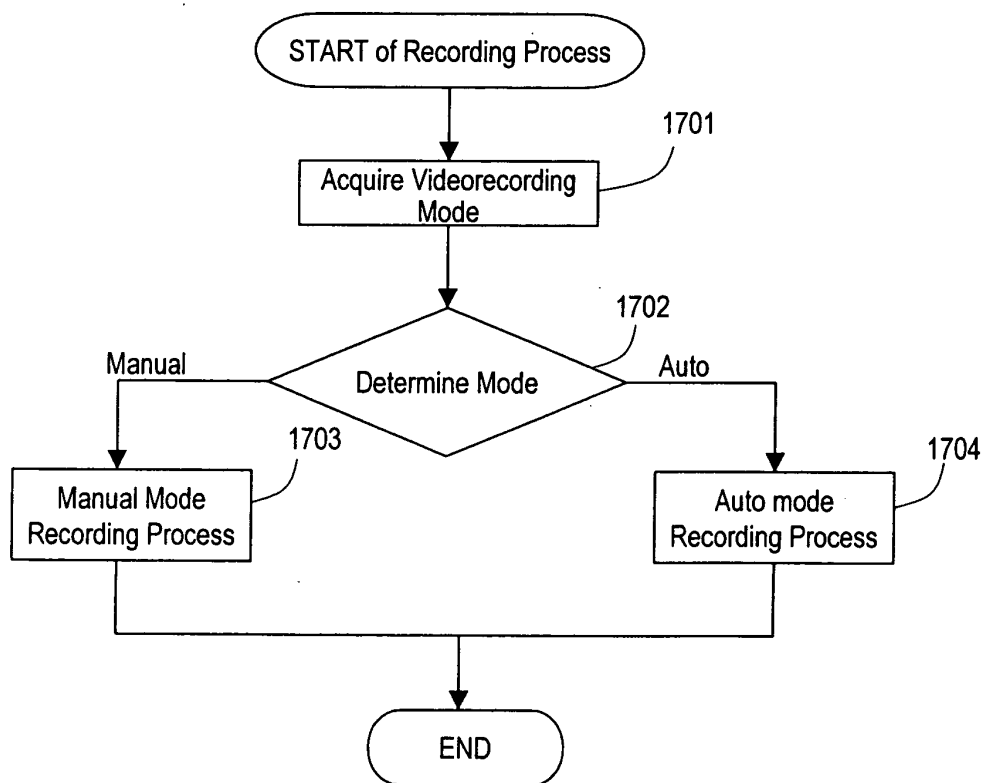 START of Recording Process
1701
Acquire Videorecording
Mode
1702
Manual
Auto
Determine Mode
1703
1704
Manual Mode
Recording Process
Auto mode
Recording Process
END